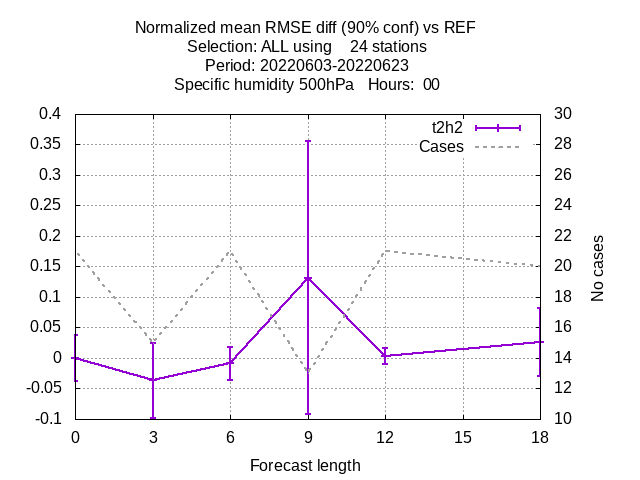 Normalized mean RMSE diff (90% conf) vs REF
Selection: ALL using    24 stations
Period: 20220603-20220623
Specific humidity 500hPa   Hours:  00
0.4
0.35
0.3
0.25
0.2
0.15
0.1
0.05
0
-0.05
-0.1
t2h2
Cases
30
28
26
24
22
20
18
16
14
12
10
No cases
0 3 6 9 12 15 18
Forecast length